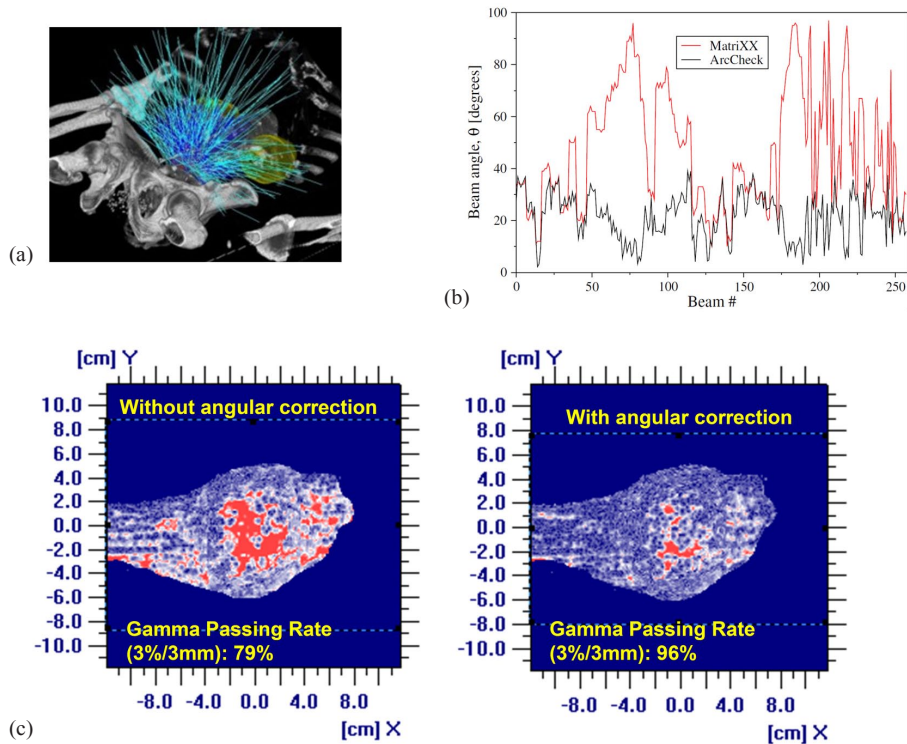 (a)
100
80
60
40
20
0
Beam angle, θ [degrees]
MatriXX
ArcCheck
0 50 100 150 200 250
Beam #
(b)
[cm] Y
10.0
8.0
4.0
2.0
0.0
-2.0
-4.0
-6.0
-8.0
-10.0
Without angular correction
Gamma Passing Rate
(3%/3mm): 79%
-8.0 -4.0 0.0 4.0 8.0
[cm] X
[cm] Y
10.0
8.0
4.0
2.0
0.0
-2.0
-4.0
-6.0
-8.0
-10.0
With angular correction
Gamma Passing Rate
(3%/3mm): 96%
-8.0 -4.0 0.0 4.0 8.0
[cm] X
(c)